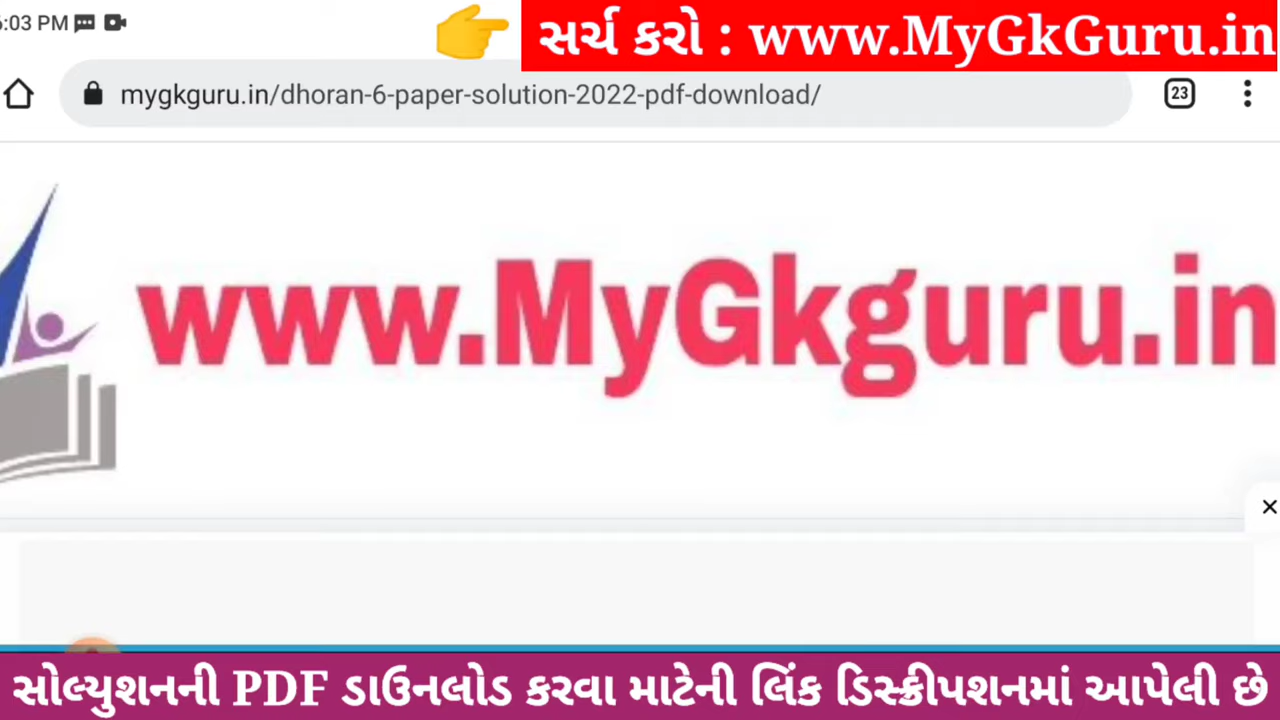 6:03 PM
સર્ચ કરો : www.MyGkGuru.in
mygkguru.in/dhoran-6-paper-solution-2022-pdf-download/
23
www.MyGkguru.in
સોલ્યુશનની PDF ડાઉનલોડ કરવા માટેની લિંક ડિસ્ક્રીપશનમાં આપેલી છે